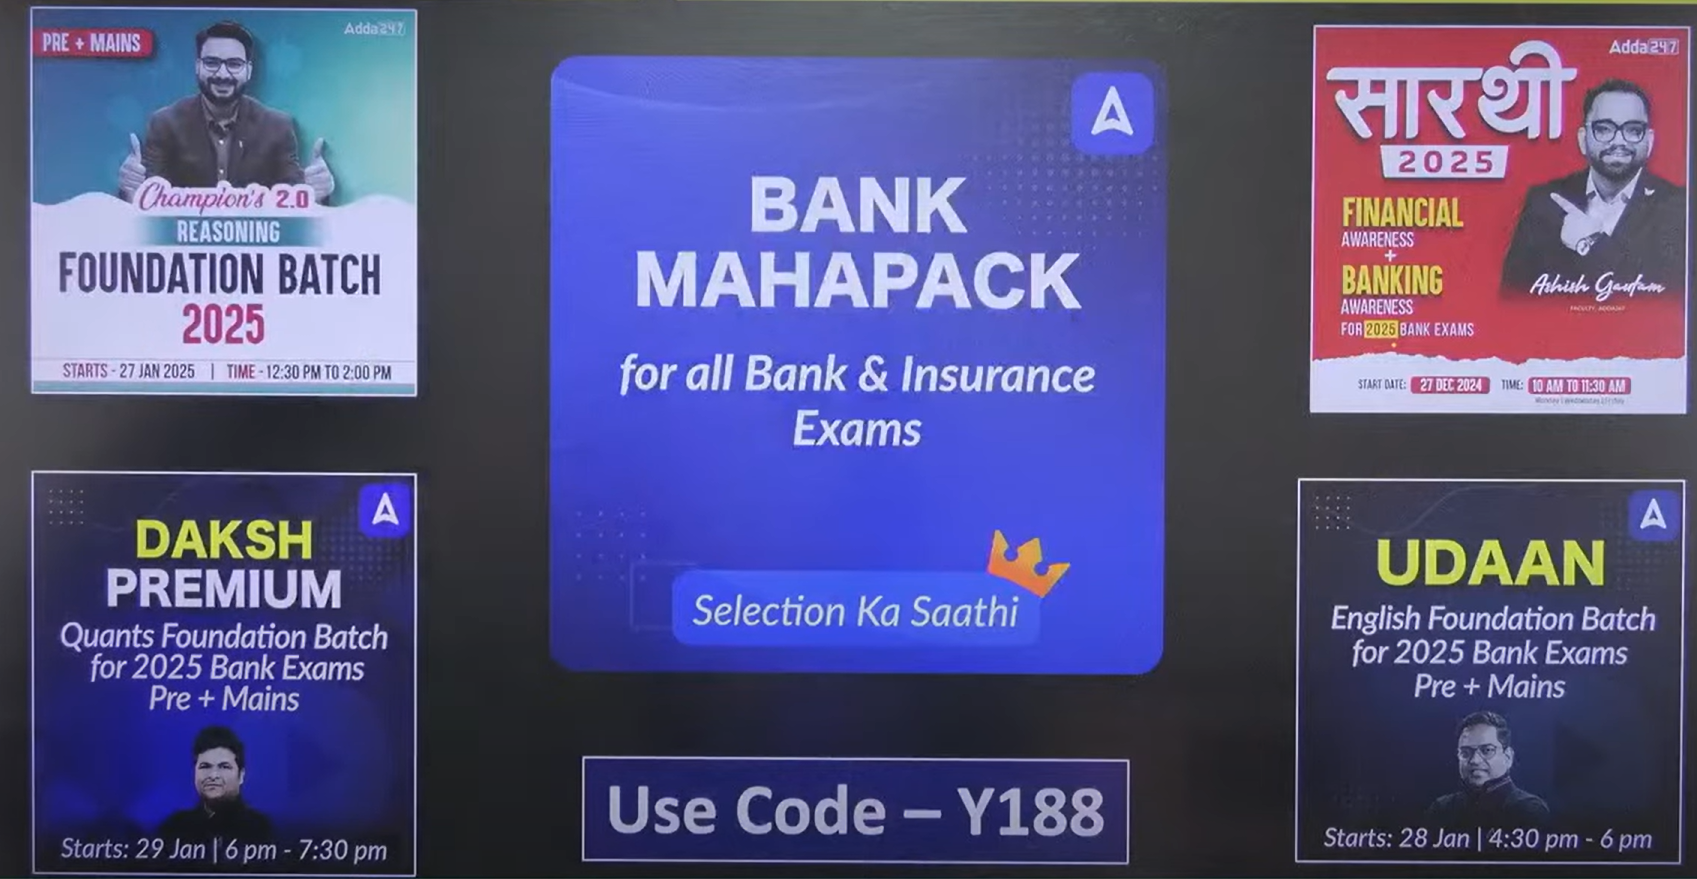 PRE + MAINS
Adda247
Champion's 2.0
REASONING
FOUNDATION BATCH
2025
STARTS - 27 JAN 2025 | TIME - 12:30 PM TO 2:00 PM
BANK
MAHAPACK
for all Bank & Insurance
Exams
Selection Ka Saathi
Adda247
सारथी
2025
FINANCIAL
AWARENESS
+
BANKING
AWARENESS
FOR 2025 BANK EXAMS
Ashish Gautam
START DATE: 27 DEC 2024 TIME: 10 AM TO 11:30 AM
DAKSH
PREMIUM
Quants Foundation Batch
for 2025 Bank Exams
Pre + Mains
Starts: 29 Jan | 6 pm - 7:30 pm
Use Code – Y188
UDAAN
English Foundation Batch
for 2025 Bank Exams
Pre + Mains
Starts: 28 Jan | 4:30 pm - 6 pm